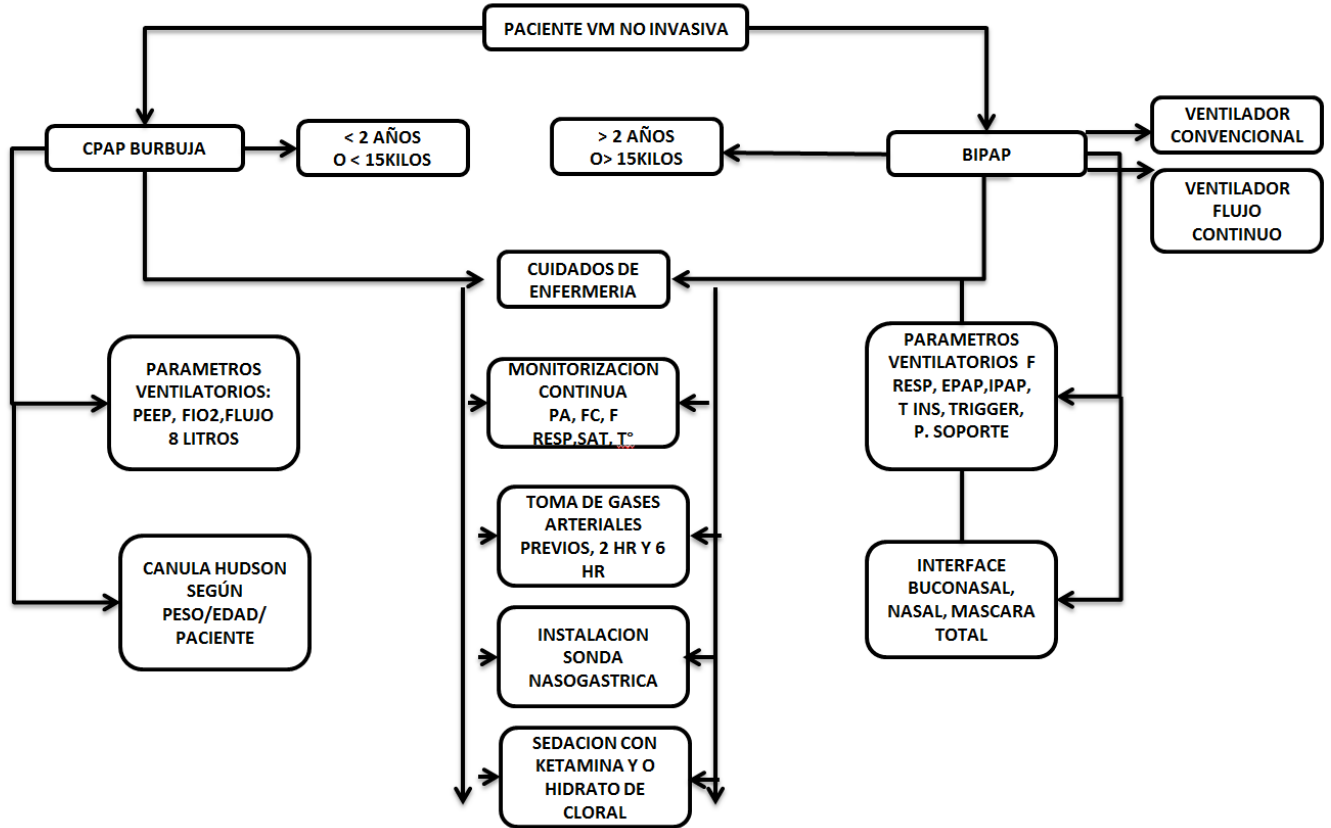 PACIENTE VM NO INVASIVA
CPAP BURBUJA
< 2 AÑOS
O < 15KILOS
> 2 AÑOS
O> 15KILOS
BIPAP
VENTILADOR
CONVENCIONAL
VENTILADOR
FLUJO
CONTINUO
CUIDADOS DE
ENFERMERIA
PARAMETROS
VENTILATORIOS:
PEEP, FIO2,FLUJO
8 LITROS
MONITORIZACION
CONTINUA
PA, FC, F
RESP,SAT, T°
PARAMETROS
VENTILATORIOS F
RESP, EPAP,IPAP,
T INS, TRIGGER,
P. SOPORTE
TOMA DE GASES
ARTERIALES
PREVIOS, 2 HR Y 6
HR
CANULA HUDSON
SEGÚN
PESO/EDAD/
PACIENTE
INTERFACE
BUCONASAL,
NASAL, MASCARA
TOTAL
INSTALACION
SONDA
NASOGASTRICA
SEDACION CON
KETAMINA Y O
HIDRATO DE
CLORAL